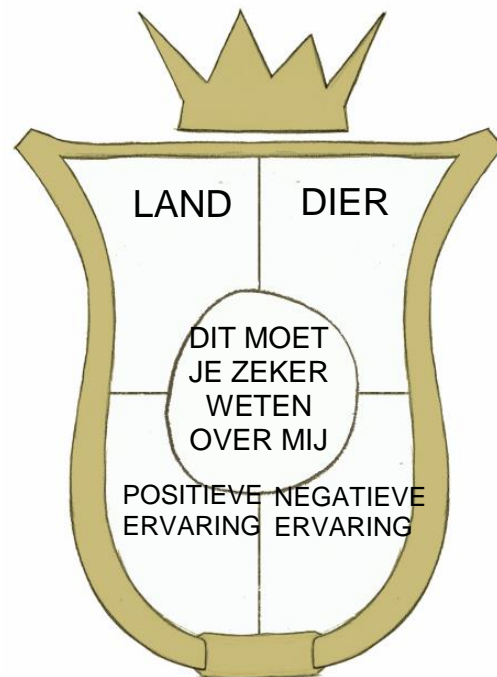 LAND
DIER
DIT MOET
JE ZEKER
WETEN
OVER MIJ
POSITIEVE
ERVARING
NEGATIEVE
ERVARING